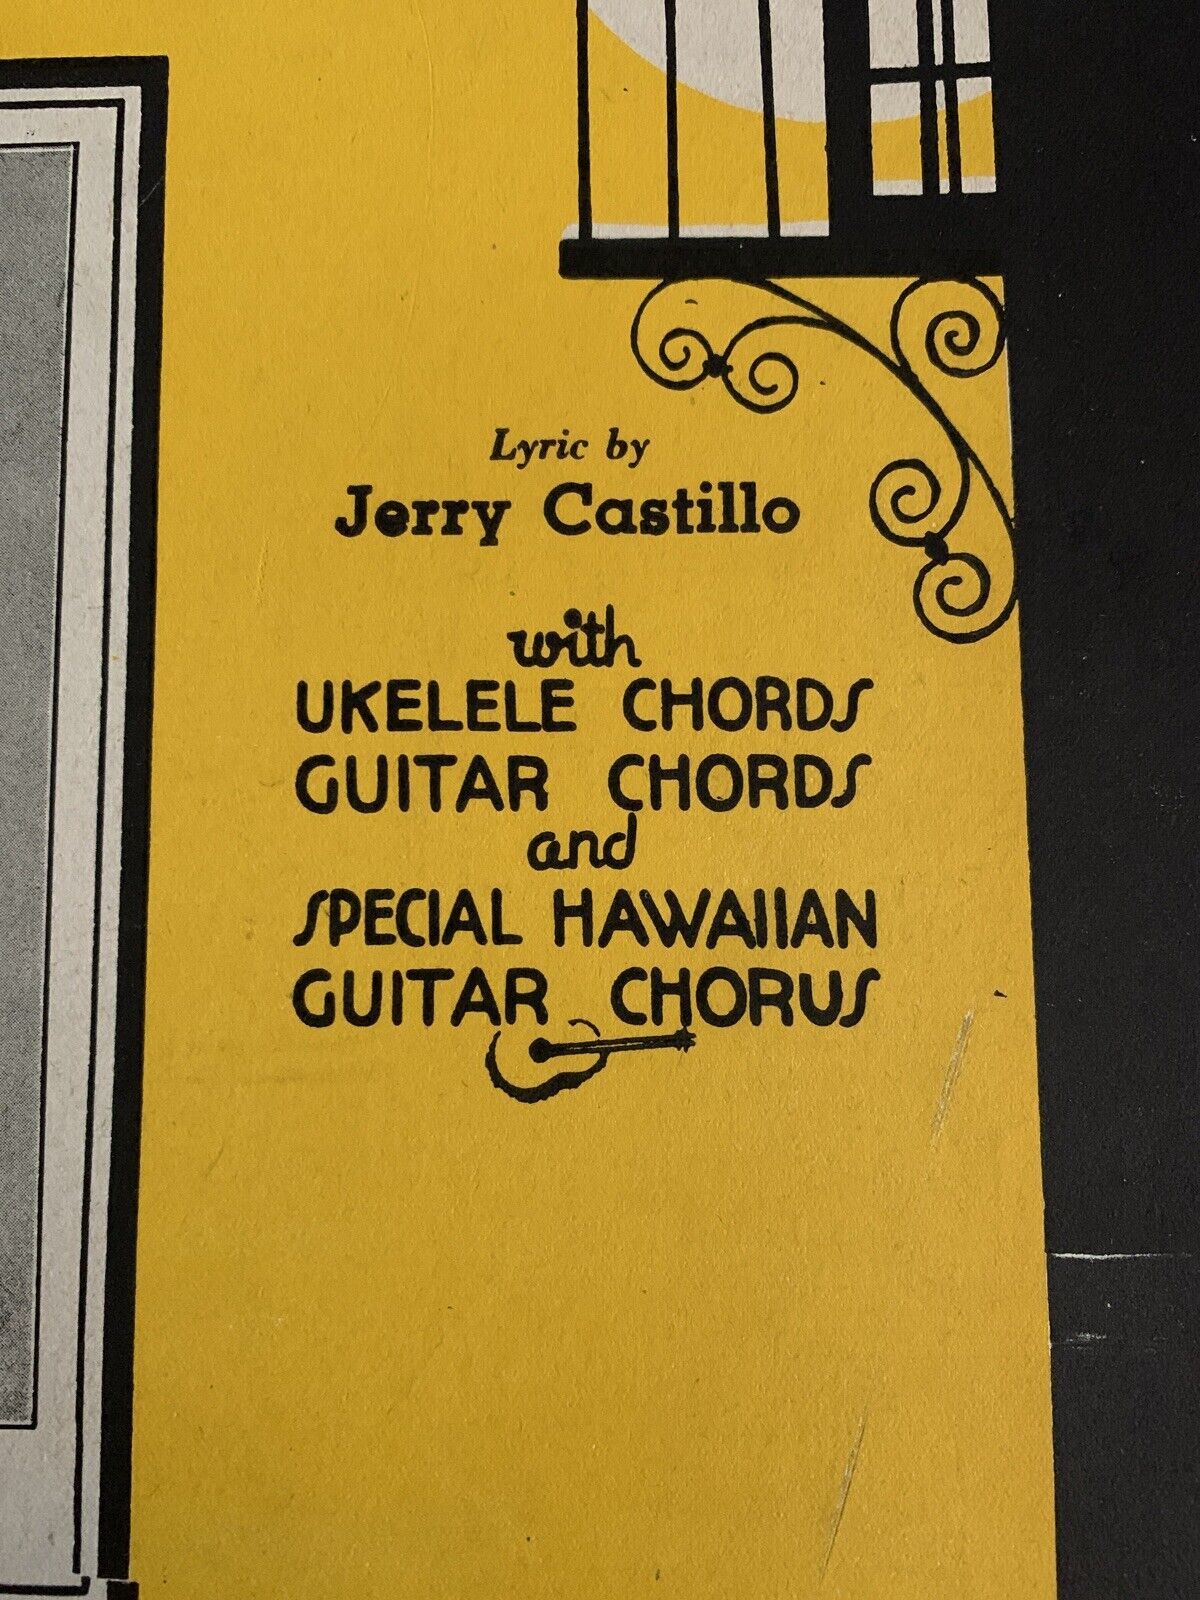 Lyric by
Jerry Castillo
with
UKELELE CHORDS
GUITAR CHORDS
and
SPECIAL HAWAIIAN
GUITAR CHORUS